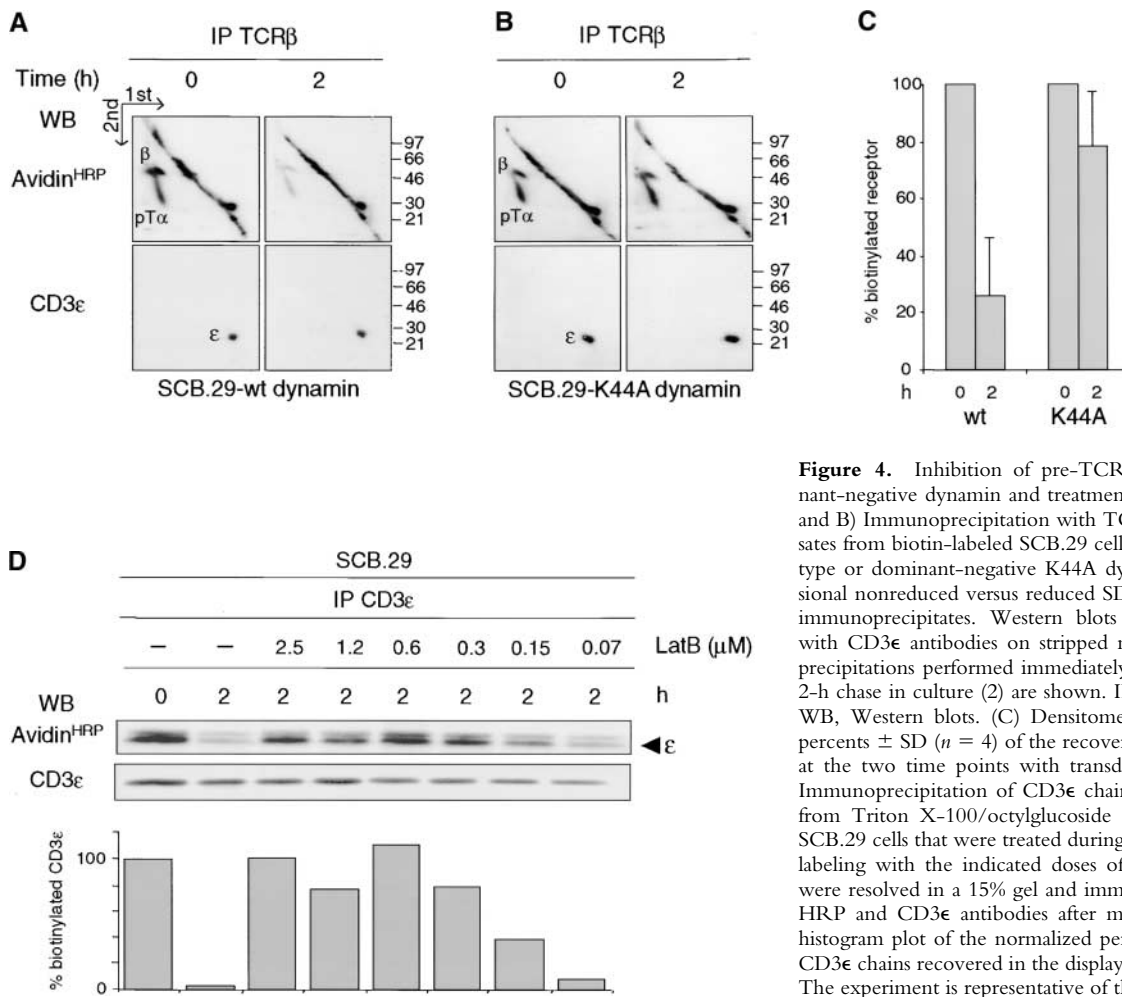 A
IP TCRβ
Time (h) 0 2
1st
2nd
WB
Avidin^HRP
β
pTα
97
66
46
30
21
CD3ε
ε
--97
66
46
30
21
SCB.29-wt dynamin
B
IP TCRβ
0 2
β
pTα
97
66
46
30
21
ε
97
66
46
30
21
SCB.29-K44A dynamin
C
% biotinylated receptor
100
80
60
40
20
0
h 0 2 0 2
wt K44A
Figure 4. Inhibition of pre-TCR
nant-negative dynamin and treatmen
and B) Immunoprecipitation with TC
sates from biotin-labeled SCB.29 cell
type or dominant-negative K44A dy
sional nonreduced versus reduced SD
immunoprecipitates. Western blots
with CD3ϵ antibodies on stripped n
precipitations performed immediately
2-h chase in culture (2) are shown. I
WB, Western blots. (C) Densitome
percents ± SD (n = 4) of the recover
at the two time points with transd
Immunoprecipitation of CD3ϵ chain
from Triton X-100/octylglucoside
SCB.29 cells that were treated during
labeling with the indicated doses of
were resolved in a 15% gel and imm
HRP and CD3ϵ antibodies after m
histogram plot of the normalized per
CD3ϵ chains recovered in the display
The experiment is representative of th
D
SCB.29
IP CD3ε
– – 2.5 1.2 0.6 0.3 0.15 0.07 LatB (μM)
WB 0 2 2 2 2 2 2 2 h
Avidin^HRP
◄ε
CD3ε
% biotinylated CD3ε
100
0